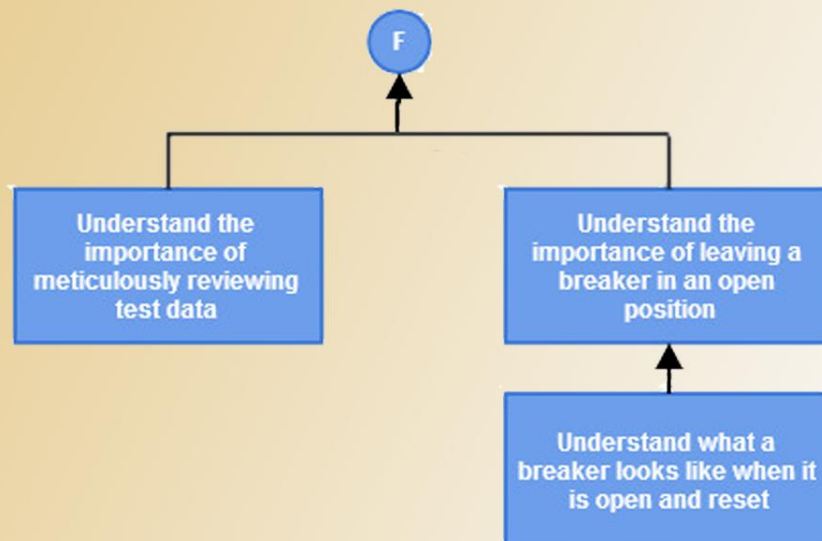 F
Understand the
importance of
meticulously reviewing
test data
Understand the
importance of leaving a
breaker in an open
position
Understand what a
breaker looks like when it
is open and reset